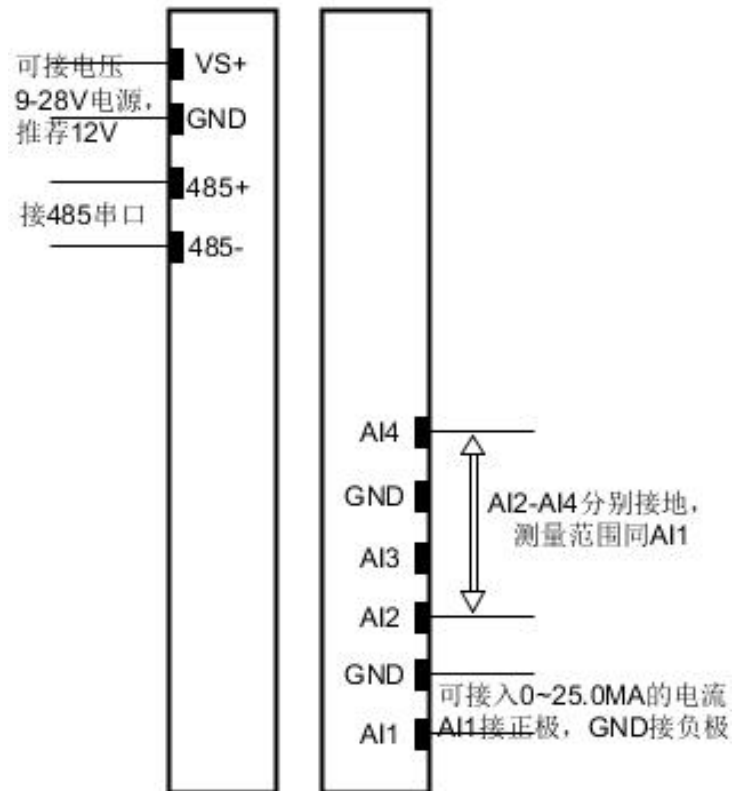 可接电压
9-28V电源，
推荐12V
接485串口
VS+
GND
485+
485-
AI4
GND
AI3
AI2
GND
AI1
AI2-AI4分别接地，
测量范围同AI1
可接入0~25.0MA的电流
AI1接正极，GND接负极